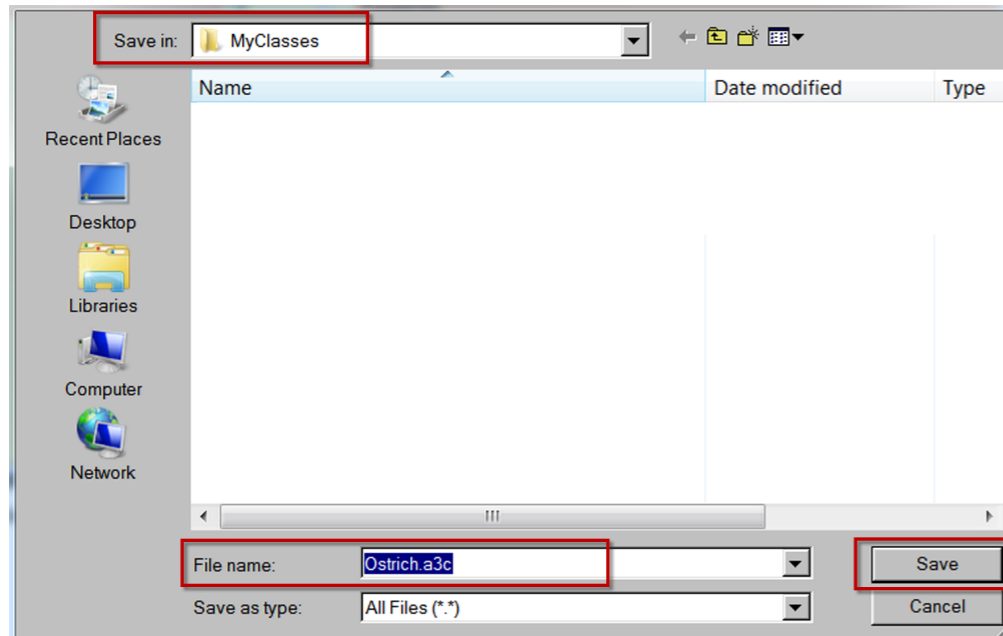 Save in: MyClasses
Name Date modified Type
Recent Places
Desktop
Libraries
Computer
Network
File name: Ostrich.a3c Save
Save as type: All Files (*.*) Cancel